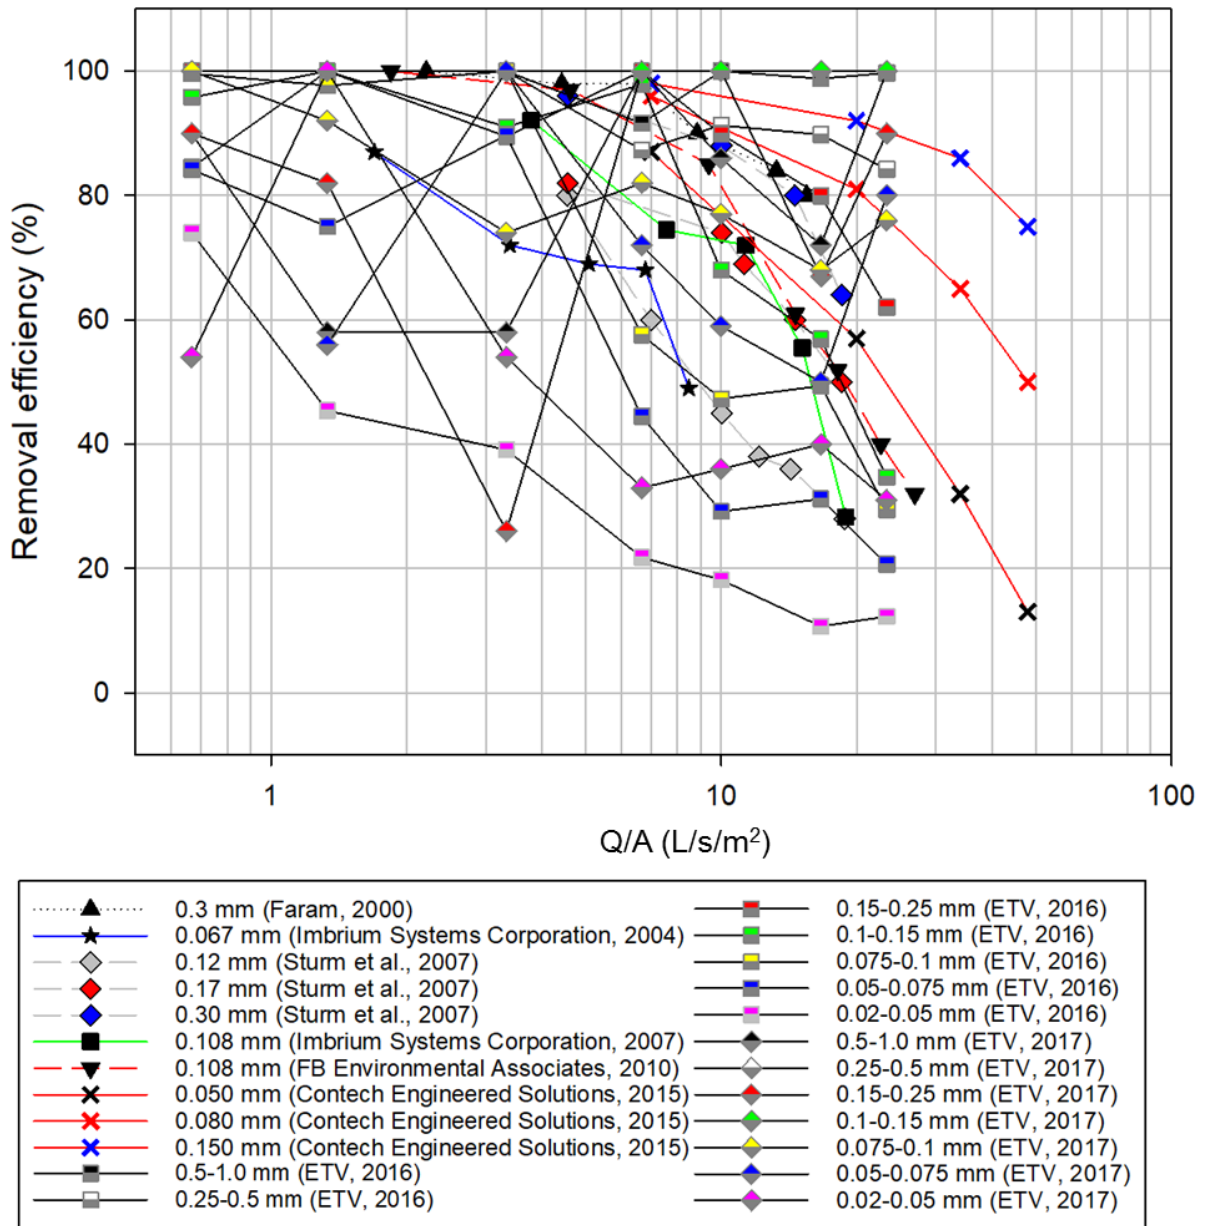 100
80
60
40
20
0
Removal efficiency (%)
1
10
100
Q/A (L/s/m²)
0.3 mm (Faram, 2000)
0.067 mm (Imbrium Systems Corporation, 2004)
0.12 mm (Sturm et al., 2007)
0.17 mm (Sturm et al., 2007)
0.30 mm (Sturm et al., 2007)
0.108 mm (Imbrium Systems Corporation, 2007)
0.108 mm (FB Environmental Associates, 2010)
0.050 mm (Contech Engineered Solutions, 2015)
0.080 mm (Contech Engineered Solutions, 2015)
0.150 mm (Contech Engineered Solutions, 2015)
0.5-1.0 mm (ETV, 2016)
0.25-0.5 mm (ETV, 2016)
0.15-0.25 mm (ETV, 2016)
0.1-0.15 mm (ETV, 2016)
0.075-0.1 mm (ETV, 2016)
0.05-0.075 mm (ETV, 2016)
0.02-0.05 mm (ETV, 2016)
0.5-1.0 mm (ETV, 2017)
0.25-0.5 mm (ETV, 2017)
0.15-0.25 mm (ETV, 2017)
0.1-0.15 mm (ETV, 2017)
0.075-0.1 mm (ETV, 2017)
0.05-0.075 mm (ETV, 2017)
0.02-0.05 mm (ETV, 2017)